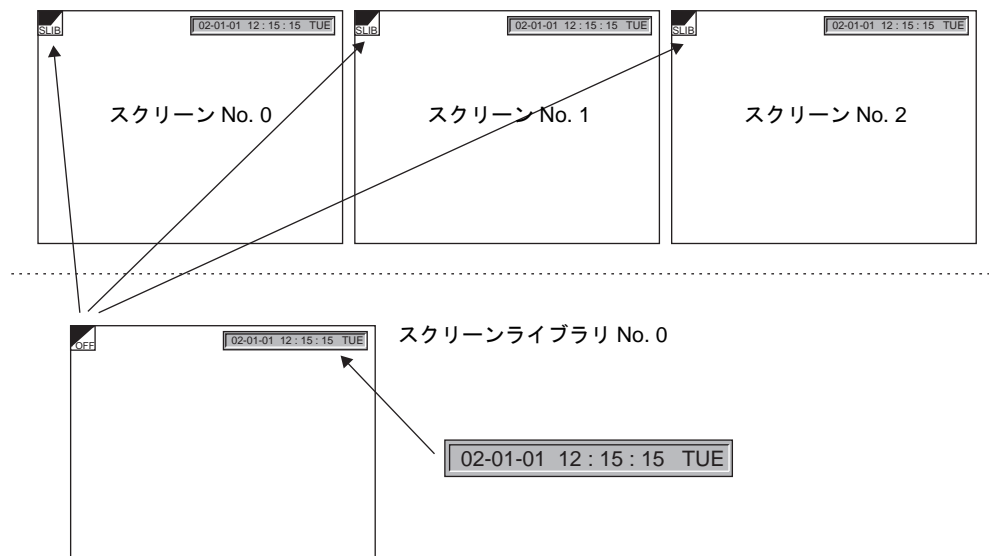 SLIB 02-01-01 12 : 15 : 15 TUE
SLIB 02-01-01 12 : 15 : 15 TUE
SLIB 02-01-01 12 : 15 : 15 TUE
スクリーン No. 0
スクリーン No. 1
スクリーン No. 2
OFF 02-01-01 12 : 15 : 15 TUE
スクリーンライブラリ No. 0
02-01-01 12 : 15 : 15 TUE